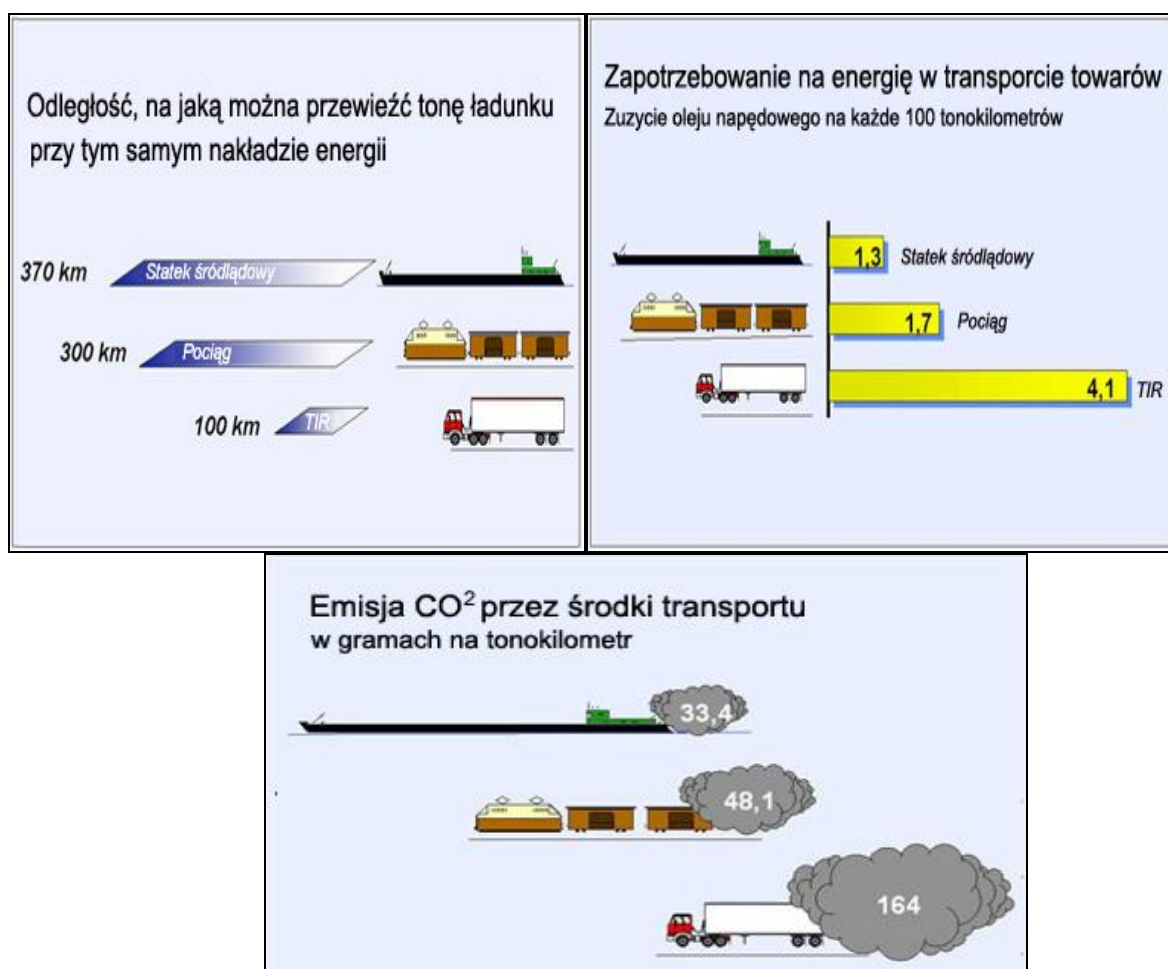 Odległość, na jaką można przewieźć tonę ładunku
przy tym samym nakładzie energii
370 km Statek śródlądowy
300 km Pociąg
100 km TIR
Zapotrzebowanie na energię w transporcie towarów
Zuzycie oleju napędowego na każde 100 tonokilometrów
1,3 Statek śródlądowy
1,7 Pociąg
4,1 TIR
Emisja CO² przez środki transportu
w gramach na tonokilometr
33,4
48,1
164